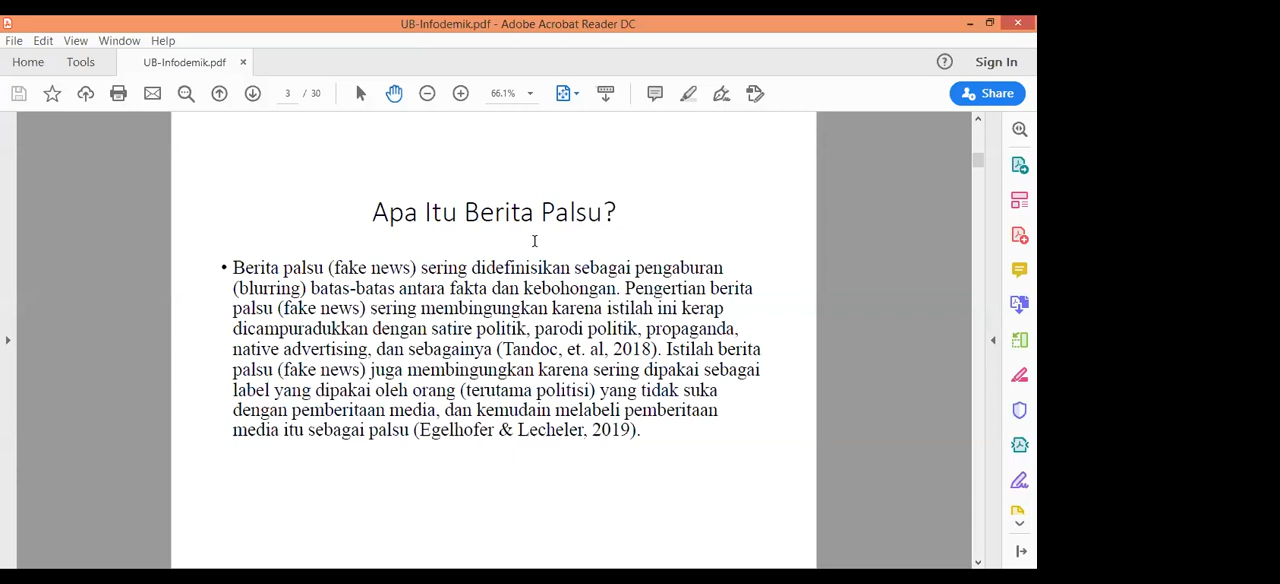 UB-Infodemik.pdf - Adobe Acrobat Reader DC
File Edit View Window Help
Home Tools UB-Infodemik.pdf × Sign In
3 / 30 66.1% Share
Apa Itu Berita Palsu?
• Berita palsu (fake news) sering didefinisikan sebagai pengaburan
(blurring) batas-batas antara fakta dan kebohongan. Pengertian berita
palsu (fake news) sering membingungkan karena istilah ini kerap
dicampuradukkan dengan satire politik, parodi politik, propaganda,
native advertising, dan sebagainya (Tandoc, et. al, 2018). Istilah berita
palsu (fake news) juga membingungkan karena sering dipakai sebagai
label yang dipakai oleh orang (terutama politisi) yang tidak suka
dengan pemberitaan media, dan kemudain melabeli pemberitaan
media itu sebagai palsu (Egelhofer & Lecheler, 2019).